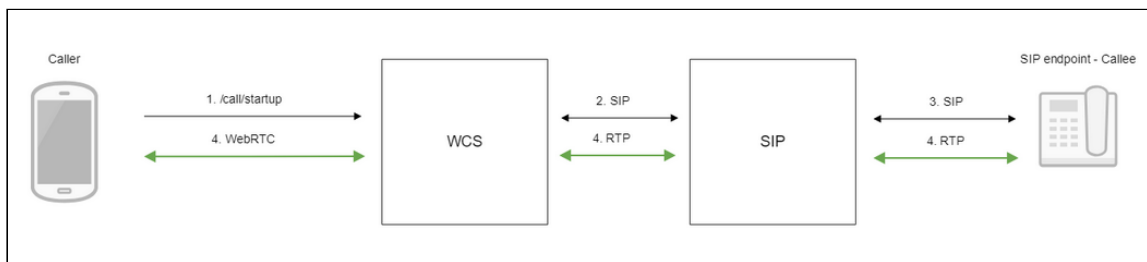 Caller
SIP endpoint - Callee
1. /call/startup
2. SIP
3. SIP
4. WebRTC
WCS
4. RTP
SIP
4. RTP